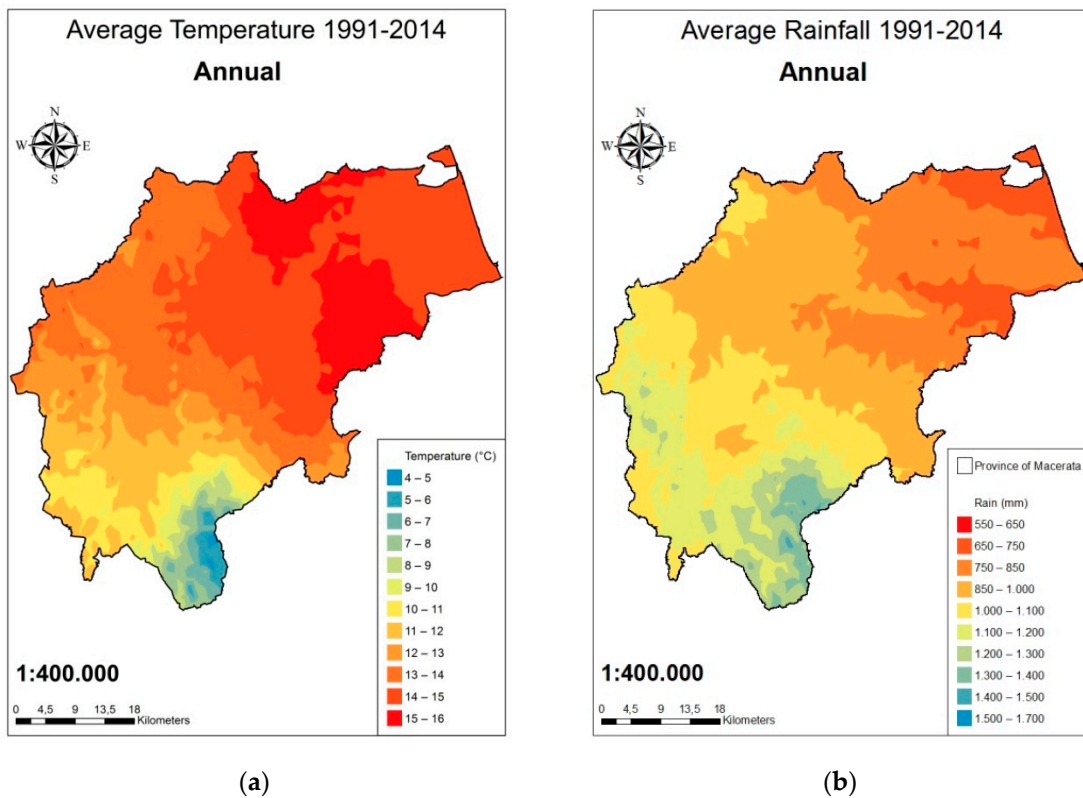 Average Temperature 1991-2014
Annual
N
W
E
S
Temperature (°C)
4 – 5
5 – 6
6 – 7
7 – 8
8 – 9
9 – 10
10 – 11
11 – 12
12 – 13
13 – 14
14 – 15
15 – 16
1:400.000
0 4,5 9 13,5 18
Kilometers
(a)
Average Rainfall 1991-2014
Annual
N
W
E
S
Province of Macerata
Rain (mm)
550 – 650
650 – 750
750 – 850
850 – 1.000
1.000 – 1.100
1.100 – 1.200
1.200 – 1.300
1.300 – 1.400
1.400 – 1.500
1.500 – 1.700
1:400.000
0 4,5 9 13,5 18
Kilometers
(b)